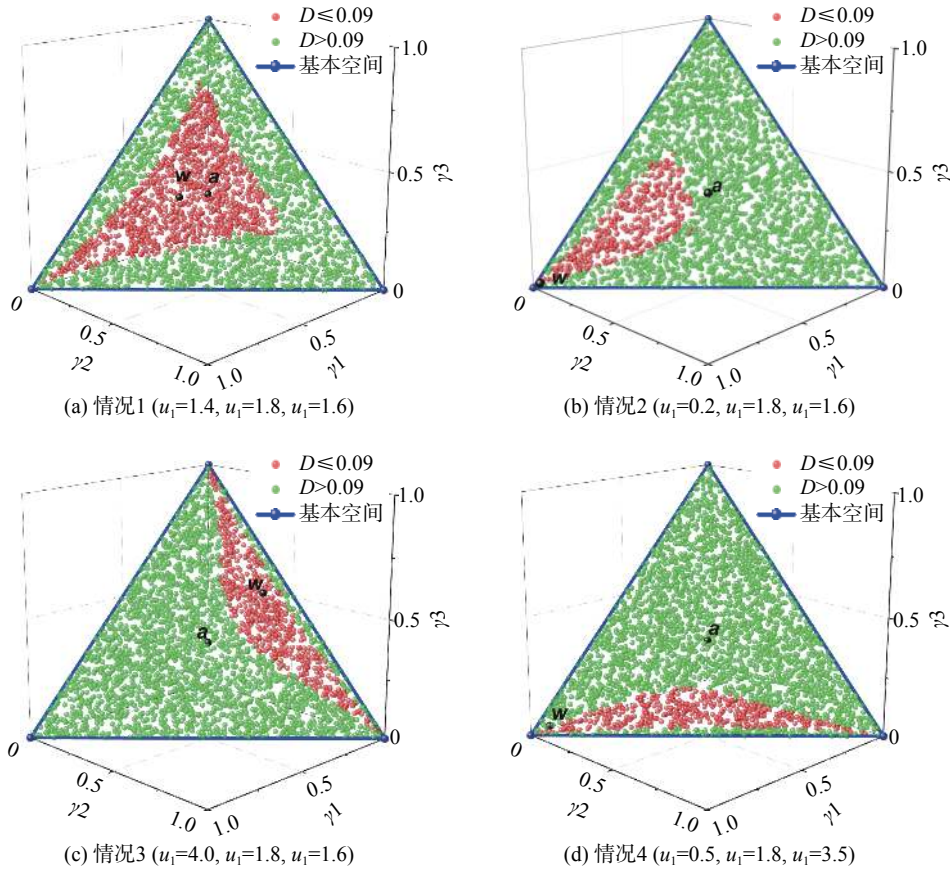 D≤0.09
D>0.09
基本空间
1.0
0.5
γ3
0
w
a
0
0.5
γ2
1.0
1.0
0.5
γ1
(a) 情况1 (u₁=1.4, u₁=1.8, u₁=1.6)
D≤0.09
D>0.09
基本空间
1.0
0.5
γ3
0
a
w
0
0.5
γ2
1.0
1.0
0.5
γ1
(b) 情况2 (u₁=0.2, u₁=1.8, u₁=1.6)
D≤0.09
D>0.09
基本空间
1.0
0.5
γ3
0
w
a
0
0.5
γ2
1.0
1.0
0.5
γ1
(c) 情况3 (u₁=4.0, u₁=1.8, u₁=1.6)
D≤0.09
D>0.09
基本空间
1.0
0.5
γ3
0
a
w
0
0.5
γ2
1.0
1.0
0.5
γ1
(d) 情况4 (u₁=0.5, u₁=1.8, u₁=3.5)